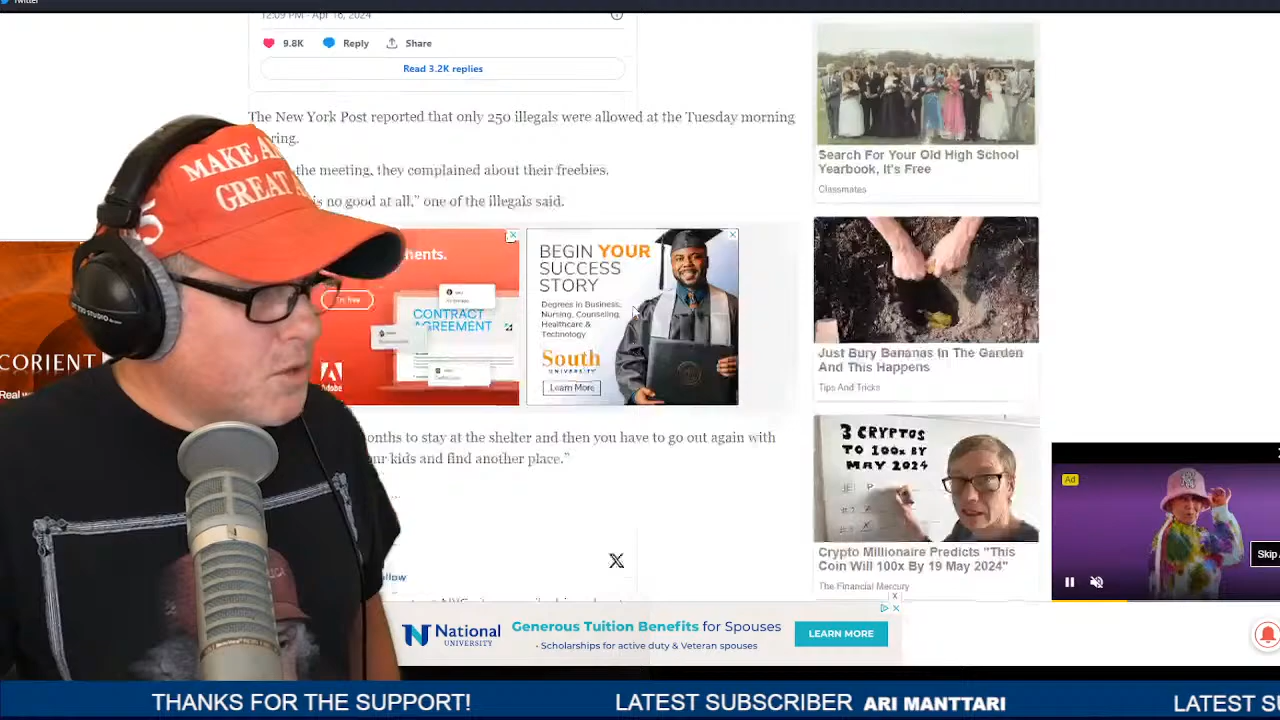 Twitter
12:09 PM · Apr 16, 2024
9.8K Reply Share
Read 3.2K replies
The New York Post reported that only 250 illegals were allowed at the Tuesday morning
the meeting, they complained about their freebies.
is no good at all,” one of the illegals said.
MAKE
GREAT
BEGIN YOUR
SUCCESS
STORY
Degrees in Business,
Nursing, Counseling,
Healthcare &
Technology
South
UNIVERSITY
Learn More
CONTRACT
AGREEMENT
Adobe
CORIENT
Real
to stay at the shelter and then you have to go out again with
kids and find another place.”
X
Search For Your Old High School
Yearbook, It's Free
Classmates
Just Bury Bananas In The Garden
And This Happens
Tips And Tricks
3 CRYPTOS
TO 100x BY
MAY 2024
Crypto Millionaire Predicts "This
Coin Will 100x By 19 May 2024"
The Financial Mercury
Ad
Skip
National
UNIVERSITY
Generous Tuition Benefits for Spouses
· Scholarships for active duty & Veteran spouses
LEARN MORE
THANKS FOR THE SUPPORT! LATEST SUBSCRIBER ARI MANTTARI LATEST